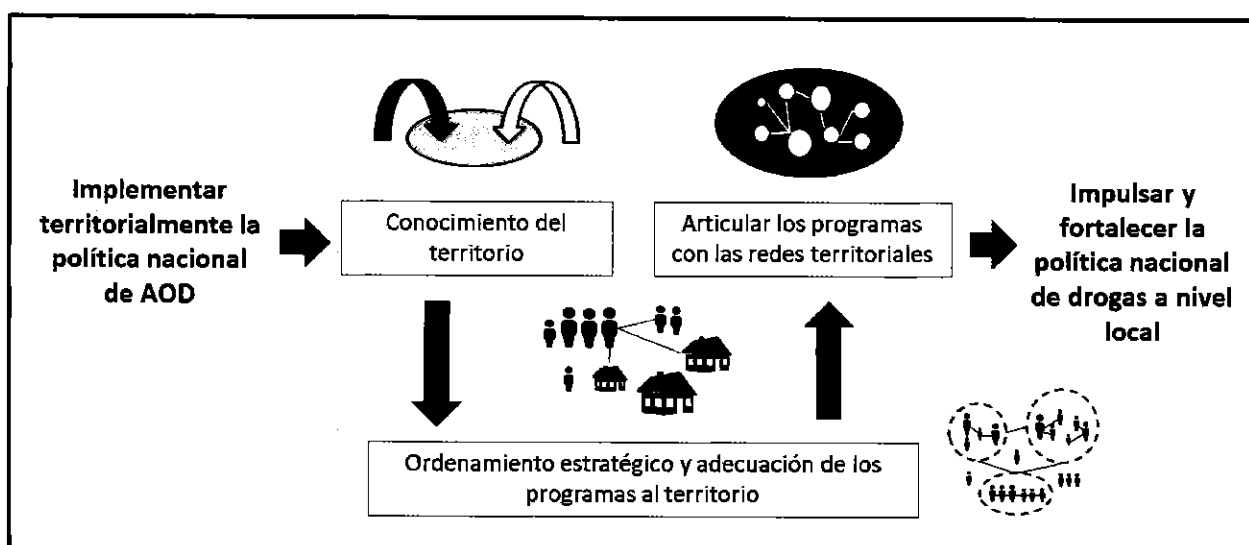 Implementar
territorialmente la
política nacional
de AOD
Conocimiento del
territorio
Articular los programas
con las redes territoriales
Impulsar y
fortalecer la
política nacional
de drogas a nivel
local
Ordenamiento estratégico y adecuación de los
programas al territorio